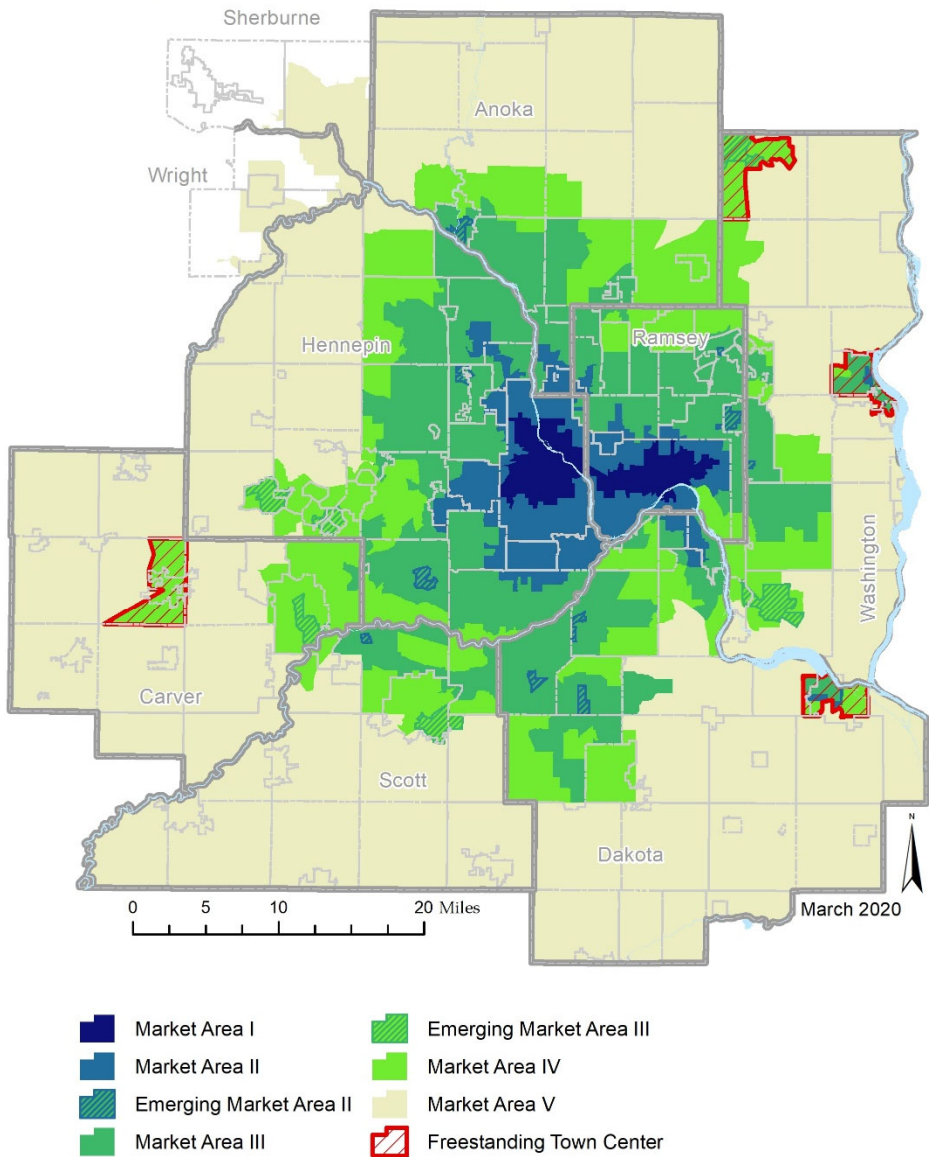 Sherburne
Anoka
Wright
Hennepin
Ramsey
Washington
Carver
Scott
Dakota
N
March 2020
0 5 10 20 Miles
Market Area I
Market Area II
Emerging Market Area II
Market Area III
Emerging Market Area III
Market Area IV
Market Area V
Freestanding Town Center